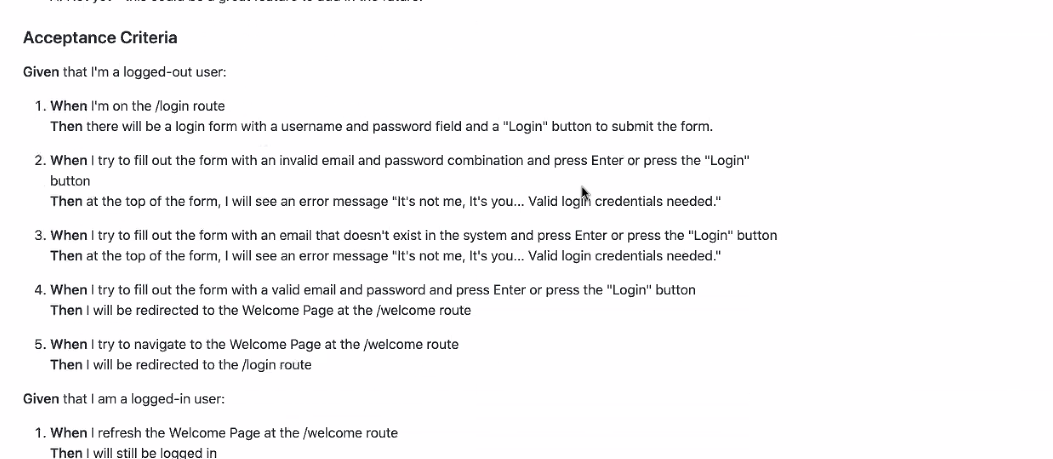 Acceptance Criteria
Given that I'm a logged-out user:
1. When I'm on the /login route
Then there will be a login form with a username and password field and a "Login" button to submit the form.
2. When I try to fill out the form with an invalid email and password combination and press Enter or press the "Login"
button
Then at the top of the form, I will see an error message "It's not me, It's you... Valid login credentials needed."
3. When I try to fill out the form with an email that doesn't exist in the system and press Enter or press the "Login" button
Then at the top of the form, I will see an error message "It's not me, It's you... Valid login credentials needed."
4. When I try to fill out the form with a valid email and password and press Enter or press the "Login" button
Then I will be redirected to the Welcome Page at the /welcome route
5. When I try to navigate to the Welcome Page at the /welcome route
Then I will be redirected to the /login route
Given that I am a logged-in user:
1. When I refresh the Welcome Page at the /welcome route
Then I will still be logged in